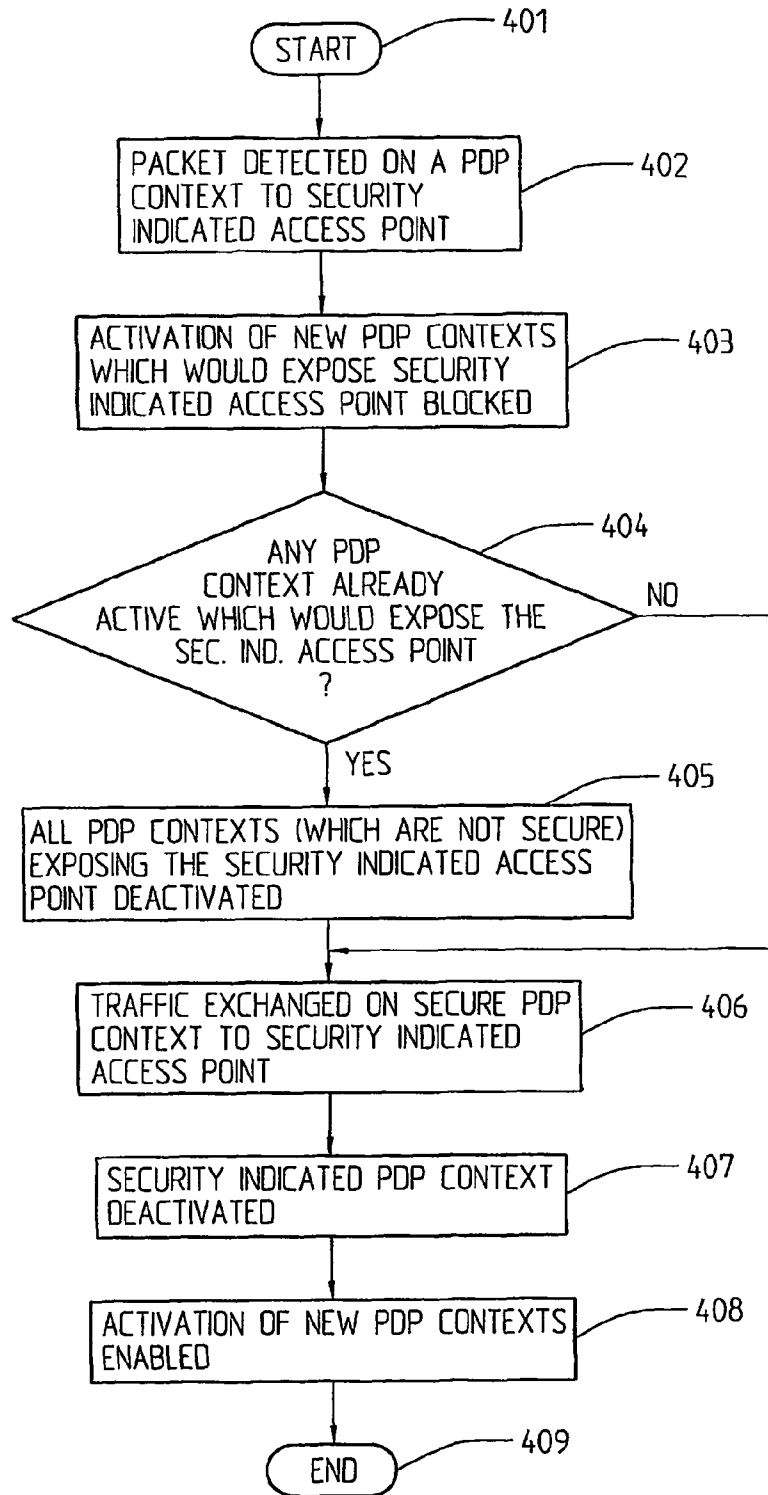 START
401
PACKET DETECTED ON A PDP
CONTEXT TO SECURITY
INDICATED ACCESS POINT
402
ACTIVATION OF NEW PDP CONTEXTS
WHICH WOULD EXPOSE SECURITY
INDICATED ACCESS POINT BLOCKED
403
ANY PDP
CONTEXT ALREADY
ACTIVE WHICH WOULD EXPOSE THE
SEC. IND. ACCESS POINT
?
404
NO
YES
405
ALL PDP CONTEXTS (WHICH ARE NOT SECURE)
EXPOSING THE SECURITY INDICATED ACCESS
POINT DEACTIVATED
TRAFFIC EXCHANGED ON SECURE PDP
CONTEXT TO SECURITY INDICATED
ACCESS POINT
406
SECURITY INDICATED PDP CONTEXT
DEACTIVATED
407
ACTIVATION OF NEW PDP CONTEXTS
ENABLED
408
END
409